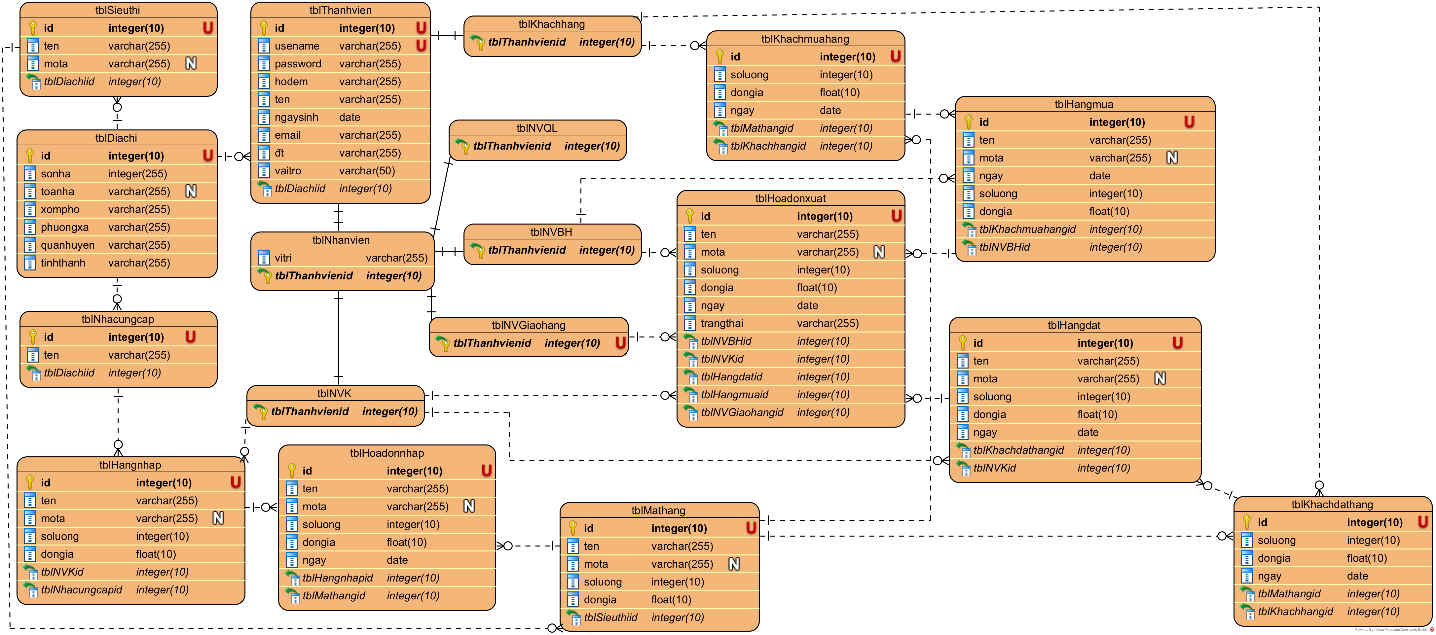 tblSieuthi
id integer(10) U
ten varchar(255)
mota varchar(255) N
tblDiachiid integer(10)
tblDiachi
id integer(10) U
sonha integer(255)
toanha varchar(255) N
xompho varchar(255)
phuongxa varchar(255)
quanhuyen varchar(255)
tinhthanh varchar(255)
tblNhacungcap
id integer(10) U
ten varchar(255)
tblDiachiid integer(10)
tblHangnhap
id integer(10) U
ten varchar(255)
mota varchar(255) N
soluong integer(10)
dongia float(10)
tblNVKid integer(10)
tblNhacungcapid integer(10)
tblThanhvien
id integer(10) U
usename varchar(255) U
password varchar(255)
hodem varchar(255)
ten varchar(255)
ngaysinh date
email varchar(255)
đt varchar(255)
vaitro varchar(50)
tblDiachiid integer(10)
tblNhanvien
vitri varchar(255)
tblThanhvienid integer(10)
tblNVK
tblThanhvienid integer(10)
tblHoadonnhap
id integer(10) U
ten varchar(255)
mota varchar(255) N
soluong integer(10)
dongia float(10)
ngay date
tblHangnhapid integer(10)
tblMathangid integer(10)
tblKhachhang
tblThanhvienid integer(10)
tblNVQL
tblThanhvienid integer(10)
tblNVBH
tblThanhvienid integer(10)
tblNVGiaohang
tblThanhvienid integer(10) U
tblMathang
id integer(10) U
ten varchar(255)
mota varchar(255) N
soluong integer(10)
dongia float(10)
tblSieuthiid integer(10)
tblKhachmuahang
id integer(10) U
soluong integer(10)
dongia float(10)
ngay date
tblMathangid integer(10)
tblKhachhangid integer(10)
tblHoadonxuat
id integer(10) U
ten varchar(255)
mota varchar(255) N
soluong integer(10)
dongia float(10)
ngay date
trangthai varchar(255)
tblNVBHid integer(10)
tblNVKid integer(10)
tblHangdatid integer(10)
tblHangmuaid integer(10)
tblNVGiaohangid integer(10)
tblHangmua
id integer(10) U
ten varchar(255)
mota varchar(255) N
ngay date
soluong integer(10)
dongia float(10)
tblKhachmuahangid integer(10)
tblNVBHid integer(10)
tblHangdat
id integer(10) U
ten varchar(255)
mota varchar(255) N
soluong integer(10)
dongia float(10)
ngay date
tblKhachdathangid integer(10)
tblNVKid integer(10)
tblKhachdathang
id integer(10) U
soluong integer(10)
dongia float(10)
ngay date
tblMathangid integer(10)
tblKhachhangid integer(10)